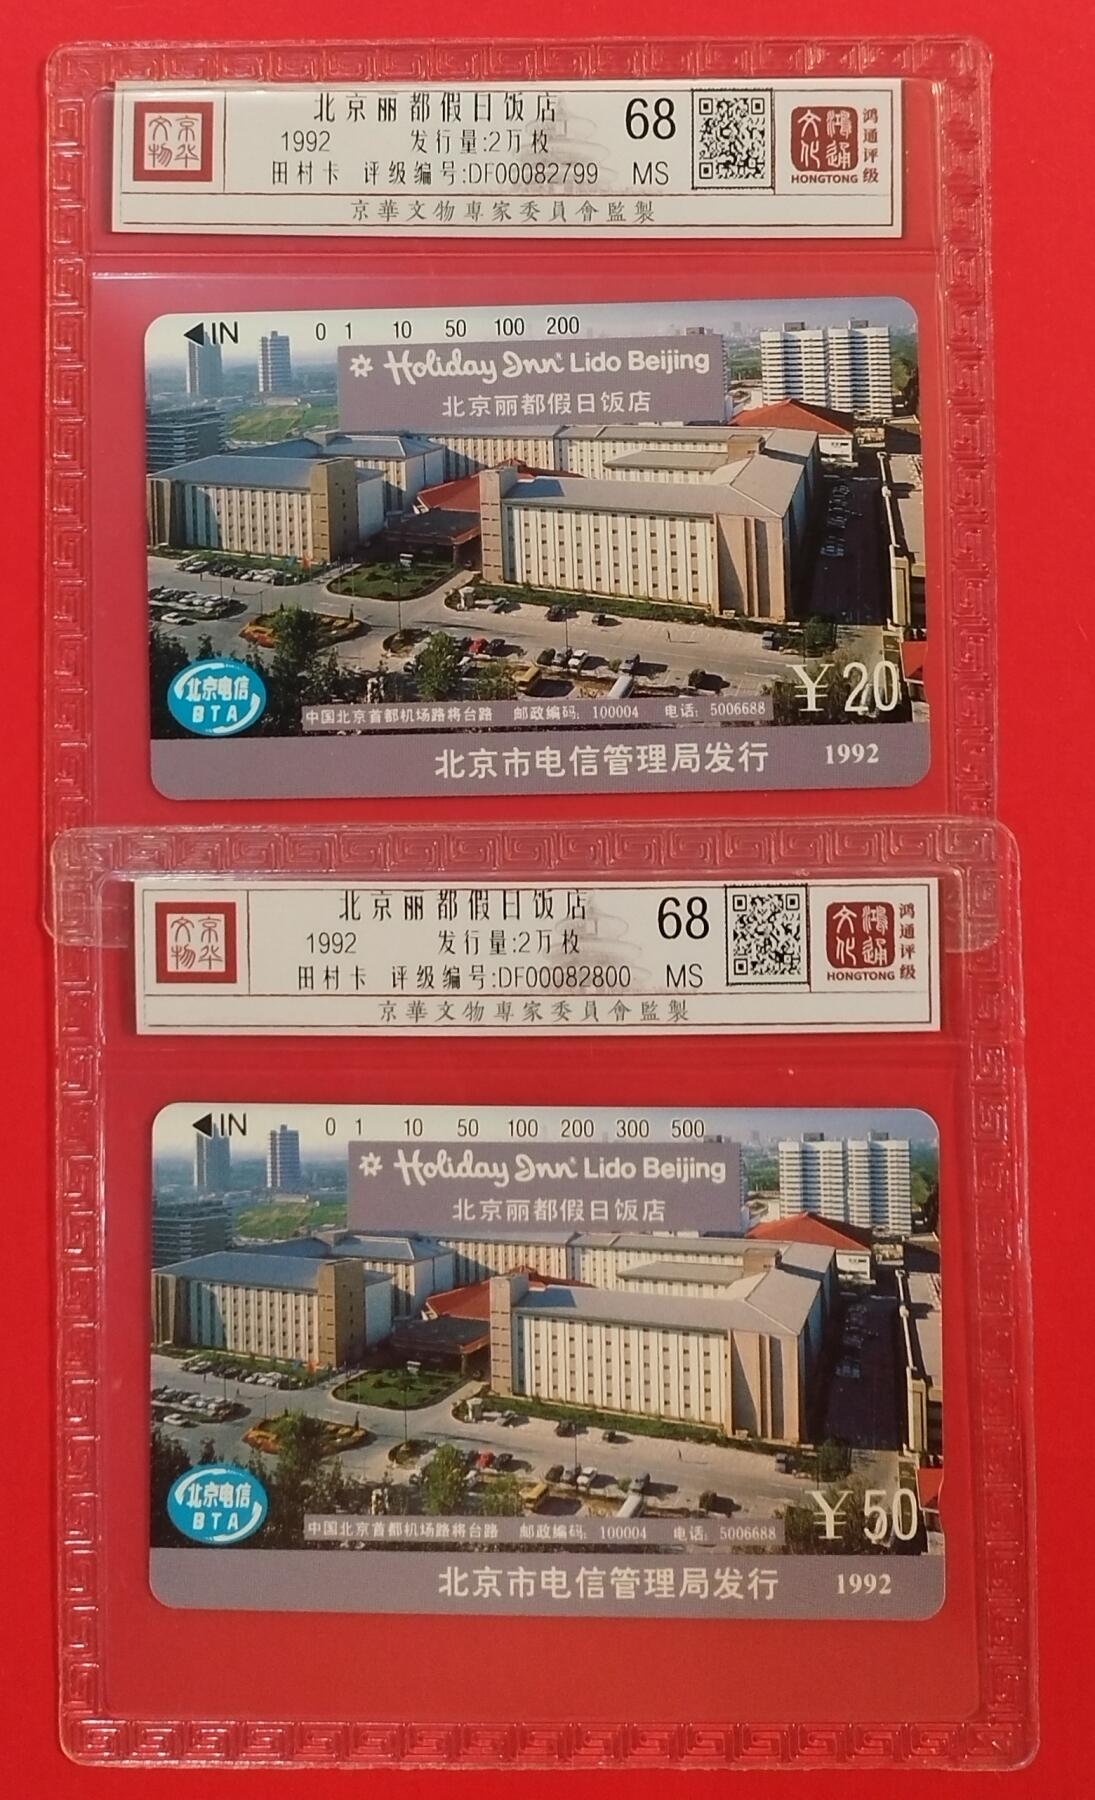 北京丽都假日饭店
1992 发行量:2万枚
田村卡 评级编号:DF00082799
68
MS
京華文物專家委員會監製
京华文物
鸿通文化
HONGTONG
鸿通评级
IN 0 1 10 50 100 200
Holiday Inn Lido Beijing
北京丽都假日饭店
¥20
北京电信
BTA
中国北京首都机场路将台路 邮政编码: 100004 电话: 5006688
北京市电信管理局发行 1992
北京丽都假日饭店
1992 发行量:2万枚
田村卡 评级编号:DF00082800
68
MS
京華文物專家委員會監製
京华文物
鸿通文化
HONGTONG
鸿通评级
IN 0 1 10 50 100 200 300 500
Holiday Inn Lido Beijing
北京丽都假日饭店
¥50
北京电信
BTA
中国北京首都机场路将台路 邮政编码: 100004 电话: 5006688
北京市电信管理局发行 1992